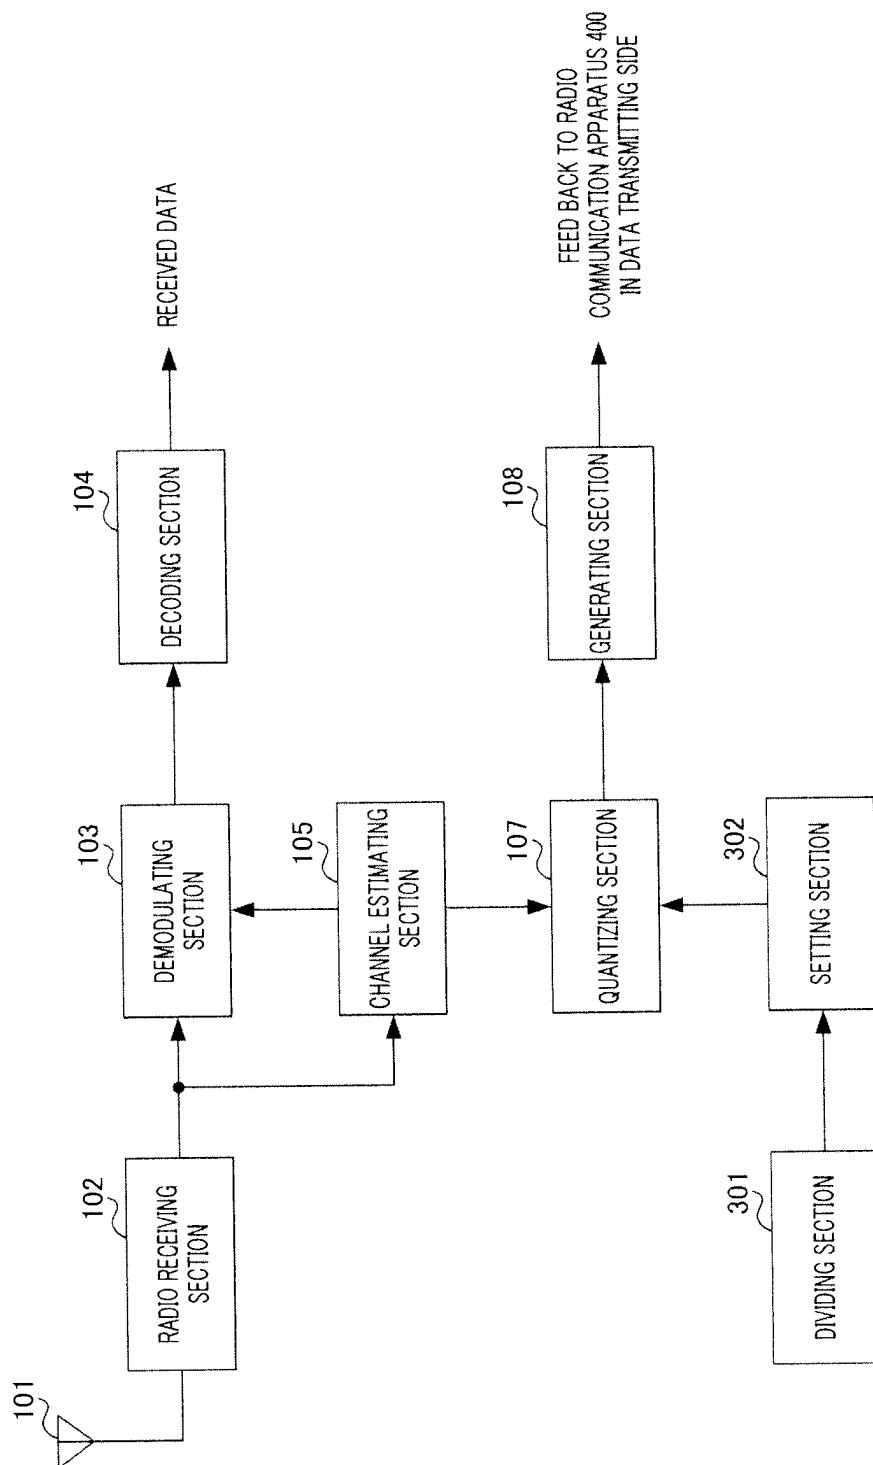 101
102
RADIO RECEIVING
SECTION
103
DEMODULATING
SECTION
104
DECODING SECTION
RECEIVED DATA
105
CHANNEL ESTIMATING
SECTION
107
QUANTIZING SECTION
108
GENERATING SECTION
FEED BACK TO RADIO
COMMUNICATION APPARATUS 400
IN DATA TRANSMITTING SIDE
301
DIVIDING SECTION
302
SETTING SECTION